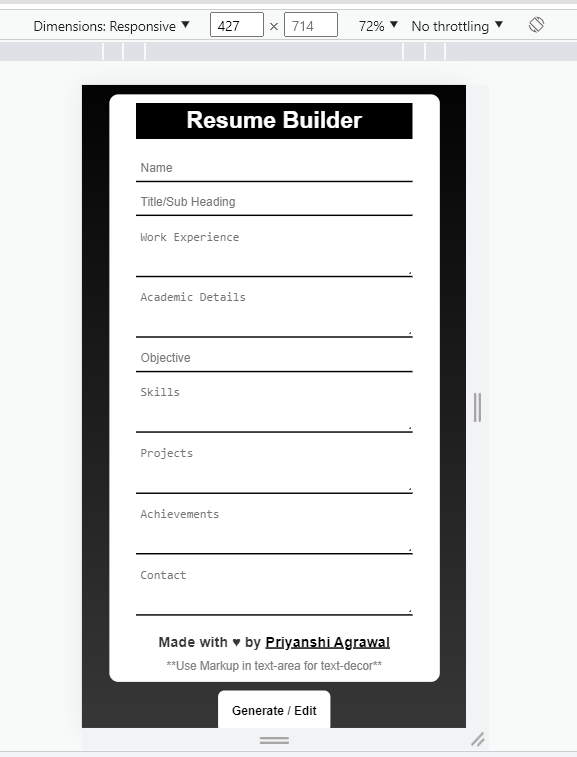 Dimensions: Responsive ▼ 427 × 714 72% ▼ No throttling ▼
Resume Builder
Name
Title/Sub Heading
Work Experience
Academic Details
Objective
Skills
Projects
Achievements
Contact
Made with ♥ by Priyanshi Agrawal
**Use Markup in text-area for text-decor**
Generate / Edit